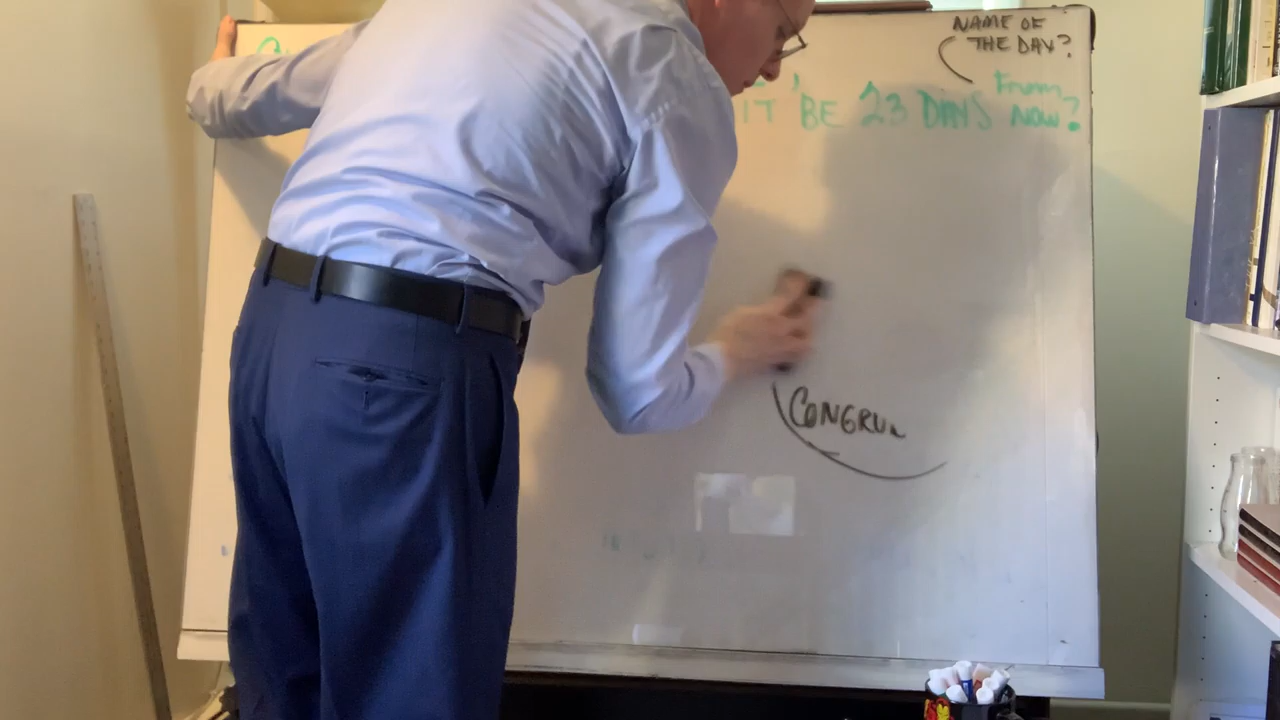 NAME OF
THE DAY?
From
IT BE 23 DAYS NOW?
CONGRU